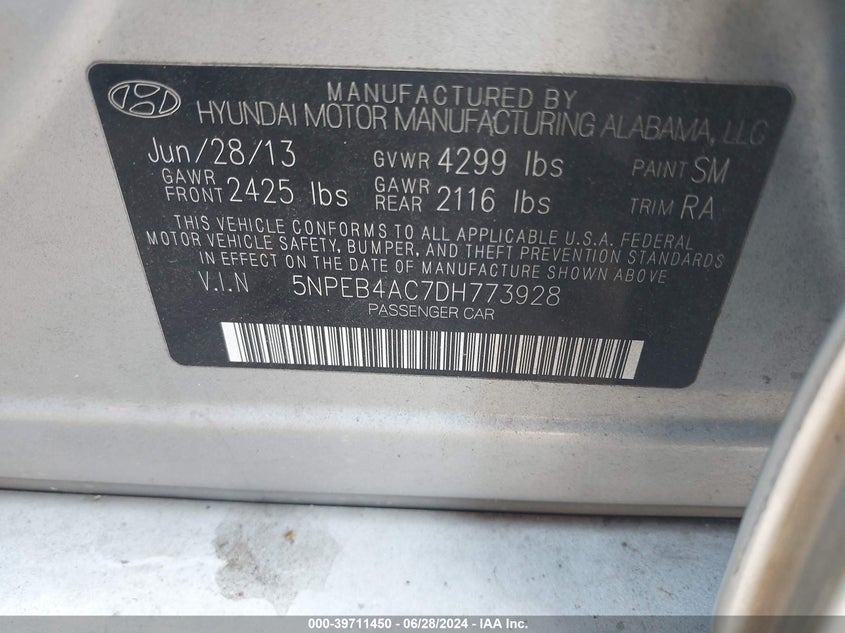 MANUFACTURED BY
HYUNDAI MOTOR MANUFACTURING ALABAMA, LLC
Jun/28/13 GVWR 4299 lbs PAINT SM
GAWR FRONT 2425 lbs GAWR REAR 2116 lbs TRIM RA
THIS VEHICLE CONFORMS TO ALL APPLICABLE U.S.A. FEDERAL
MOTOR VEHICLE SAFETY, BUMPER, AND THEFT PREVENTION STANDARDS
IN EFFECT ON THE DATE OF MANUFACTURE SHOWN ABOVE.
V.I.N 5NPEB4AC7DH773928
PASSENGER CAR
000-39711450 - 06/28/2024 - IAA Inc.